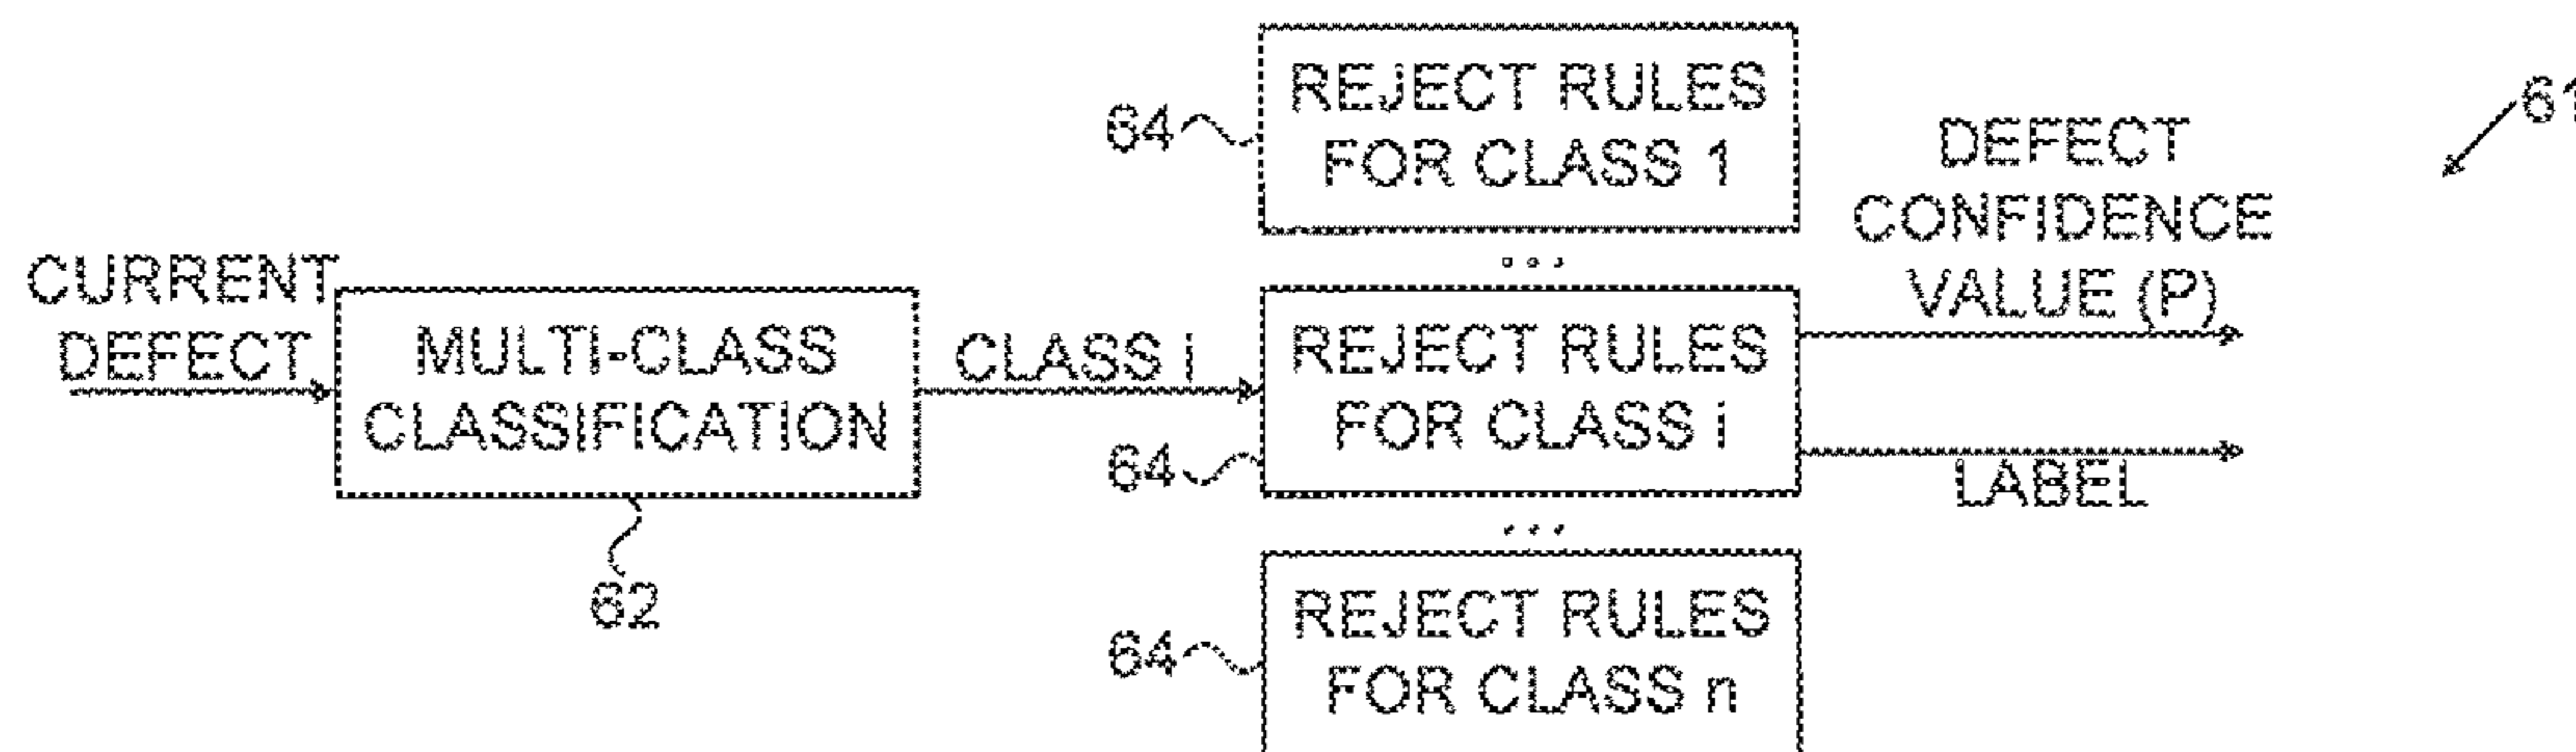 CURRENT
DEFECT
MULTI-CLASS
CLASSIFICATION
62
CLASS i
64
REJECT RULES
FOR CLASS 1
...
64
REJECT RULES
FOR CLASS i
...
64
REJECT RULES
FOR CLASS n
DEFECT
CONFIDENCE
VALUE (P)
LABEL
61